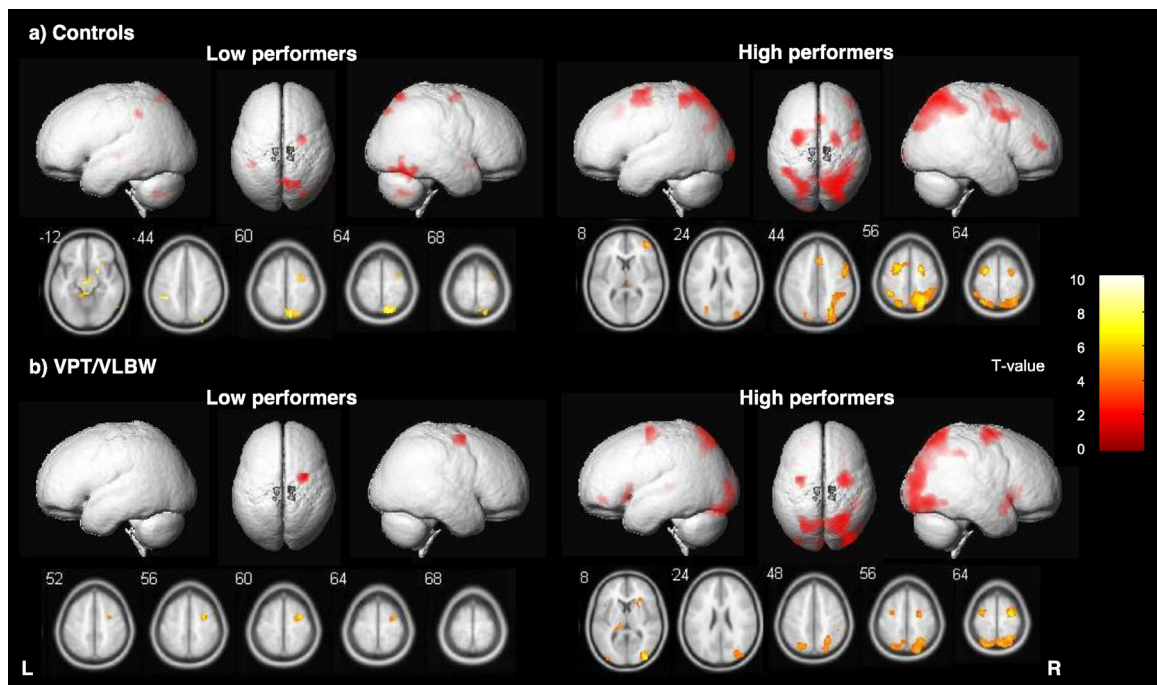 a) Controls
Low performers
High performers
-12 -44 60 64 68
8 24 44 56 64
10
8
6
4
2
0
T-value
b) VPT/VLBW
Low performers
High performers
52 56 60 64 68
8 24 48 56 64
L
R